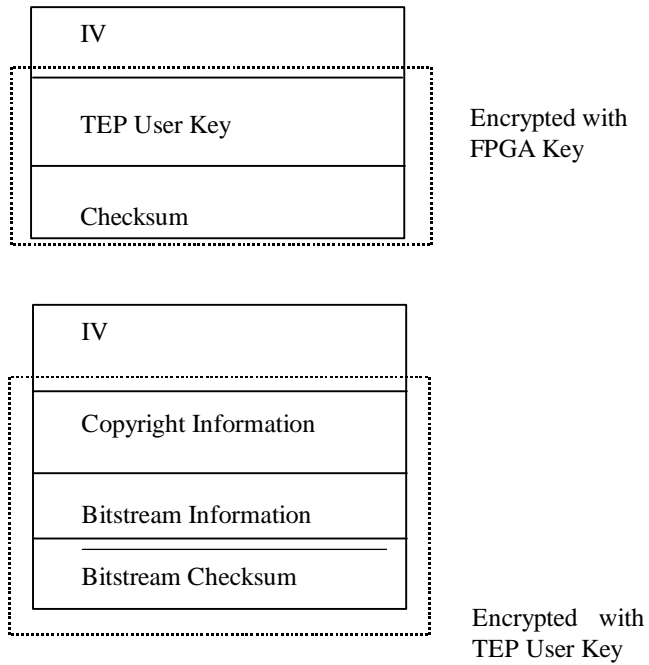 IV
TEP User Key
Encrypted with
FPGA Key
Checksum
IV
Copyright Information
Bitstream Information
Bitstream Checksum
Encrypted with
TEP User Key